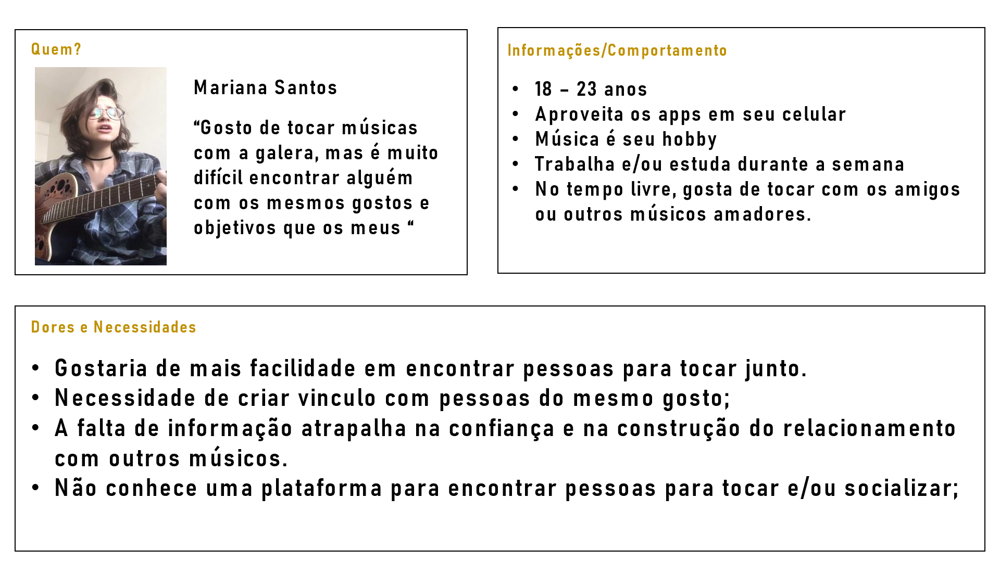 Quem?
Mariana Santos
“Gosto de tocar músicas
com a galera, mas é muito
difícil encontrar alguém
com os mesmos gostos e
objetivos que os meus “
Informações/Comportamento
• 18 – 23 anos
• Aproveita os apps em seu celular
• Música é seu hobby
• Trabalha e/ou estuda durante a semana
• No tempo livre, gosta de tocar com os amigos
ou outros músicos amadores.
Dores e Necessidades
• Gostaria de mais facilidade em encontrar pessoas para tocar junto.
• Necessidade de criar vinculo com pessoas do mesmo gosto;
• A falta de informação atrapalha na confiança e na construção do relacionamento
com outros músicos.
• Não conhece uma plataforma para encontrar pessoas para tocar e/ou socializar;